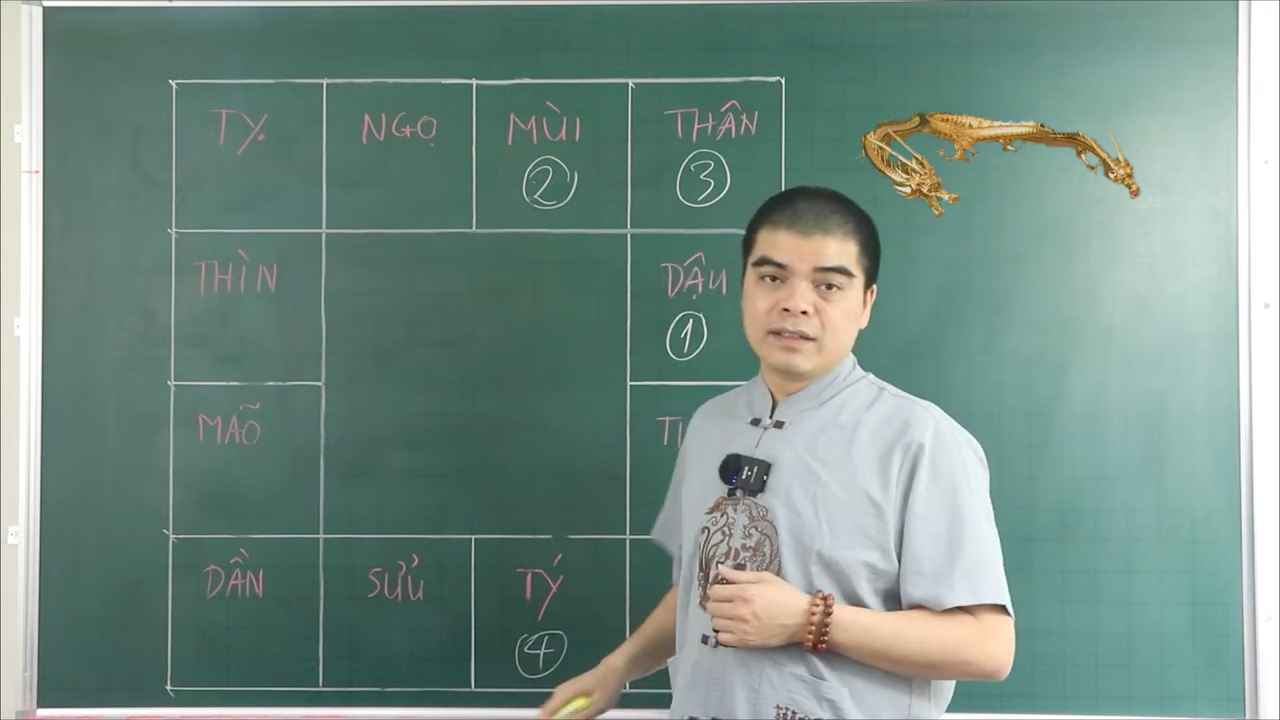 TỴ NGỌ MÙI THÂN
② ③
THÌN DẬU
①
MÃO
DẦN SỬU TÝ
④